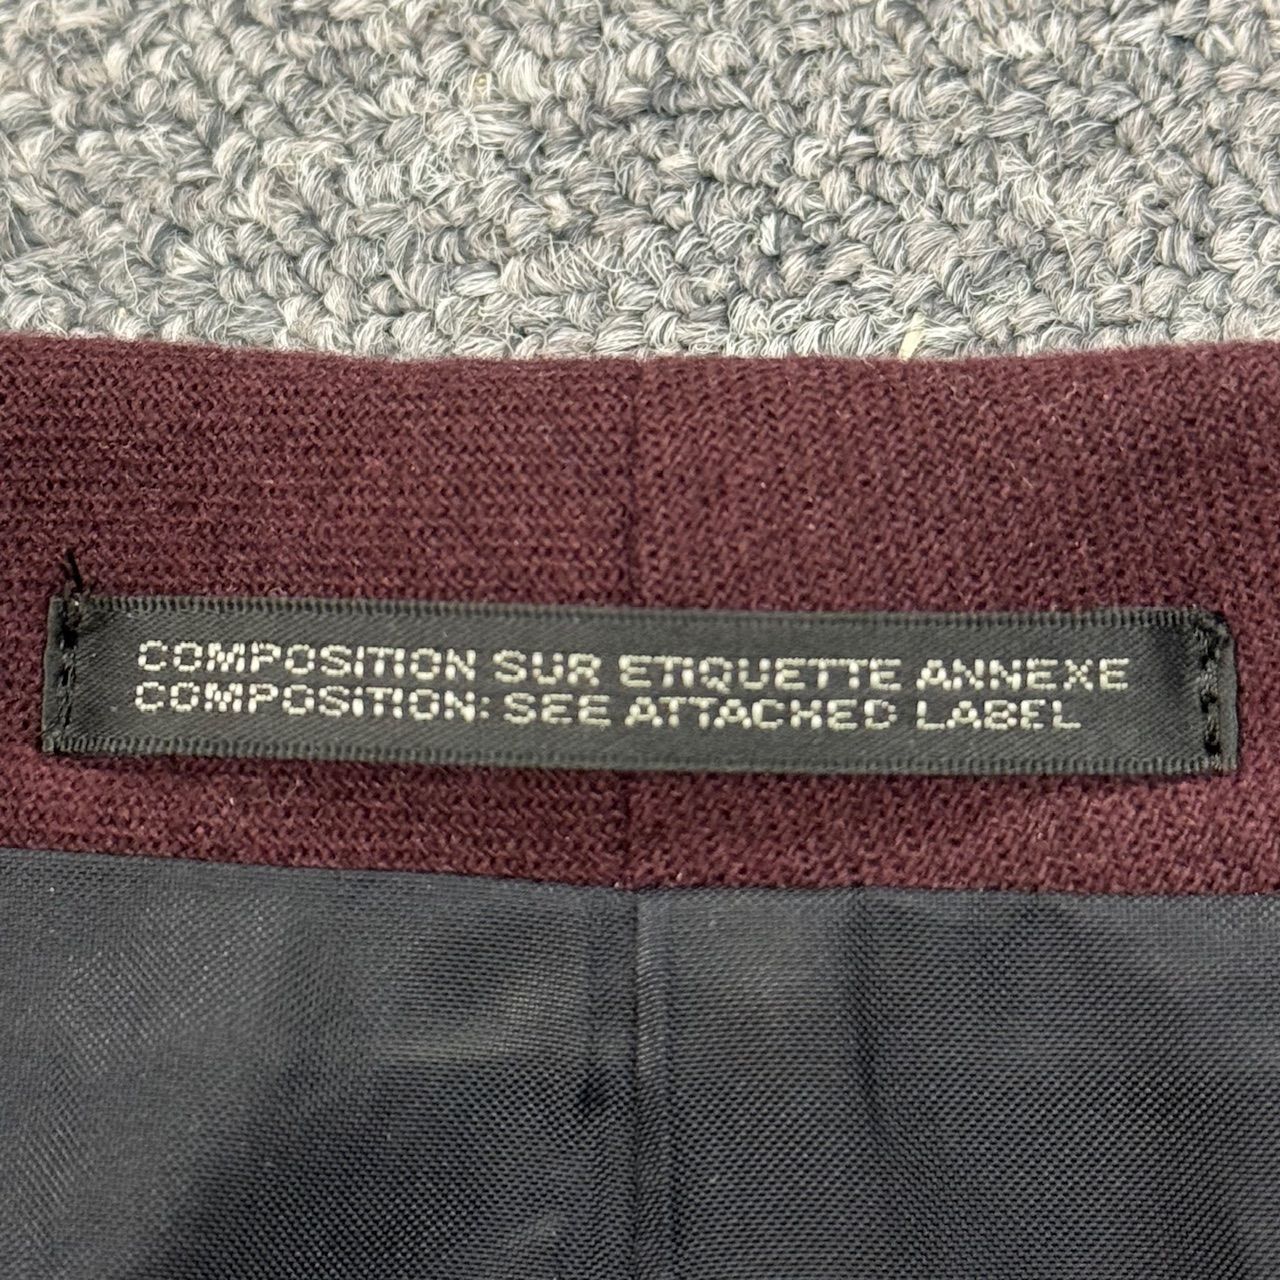 COMPOSITION SUR ETIQUETTE ANNEXE
COMPOSITION: SEE ATTACHED LABEL